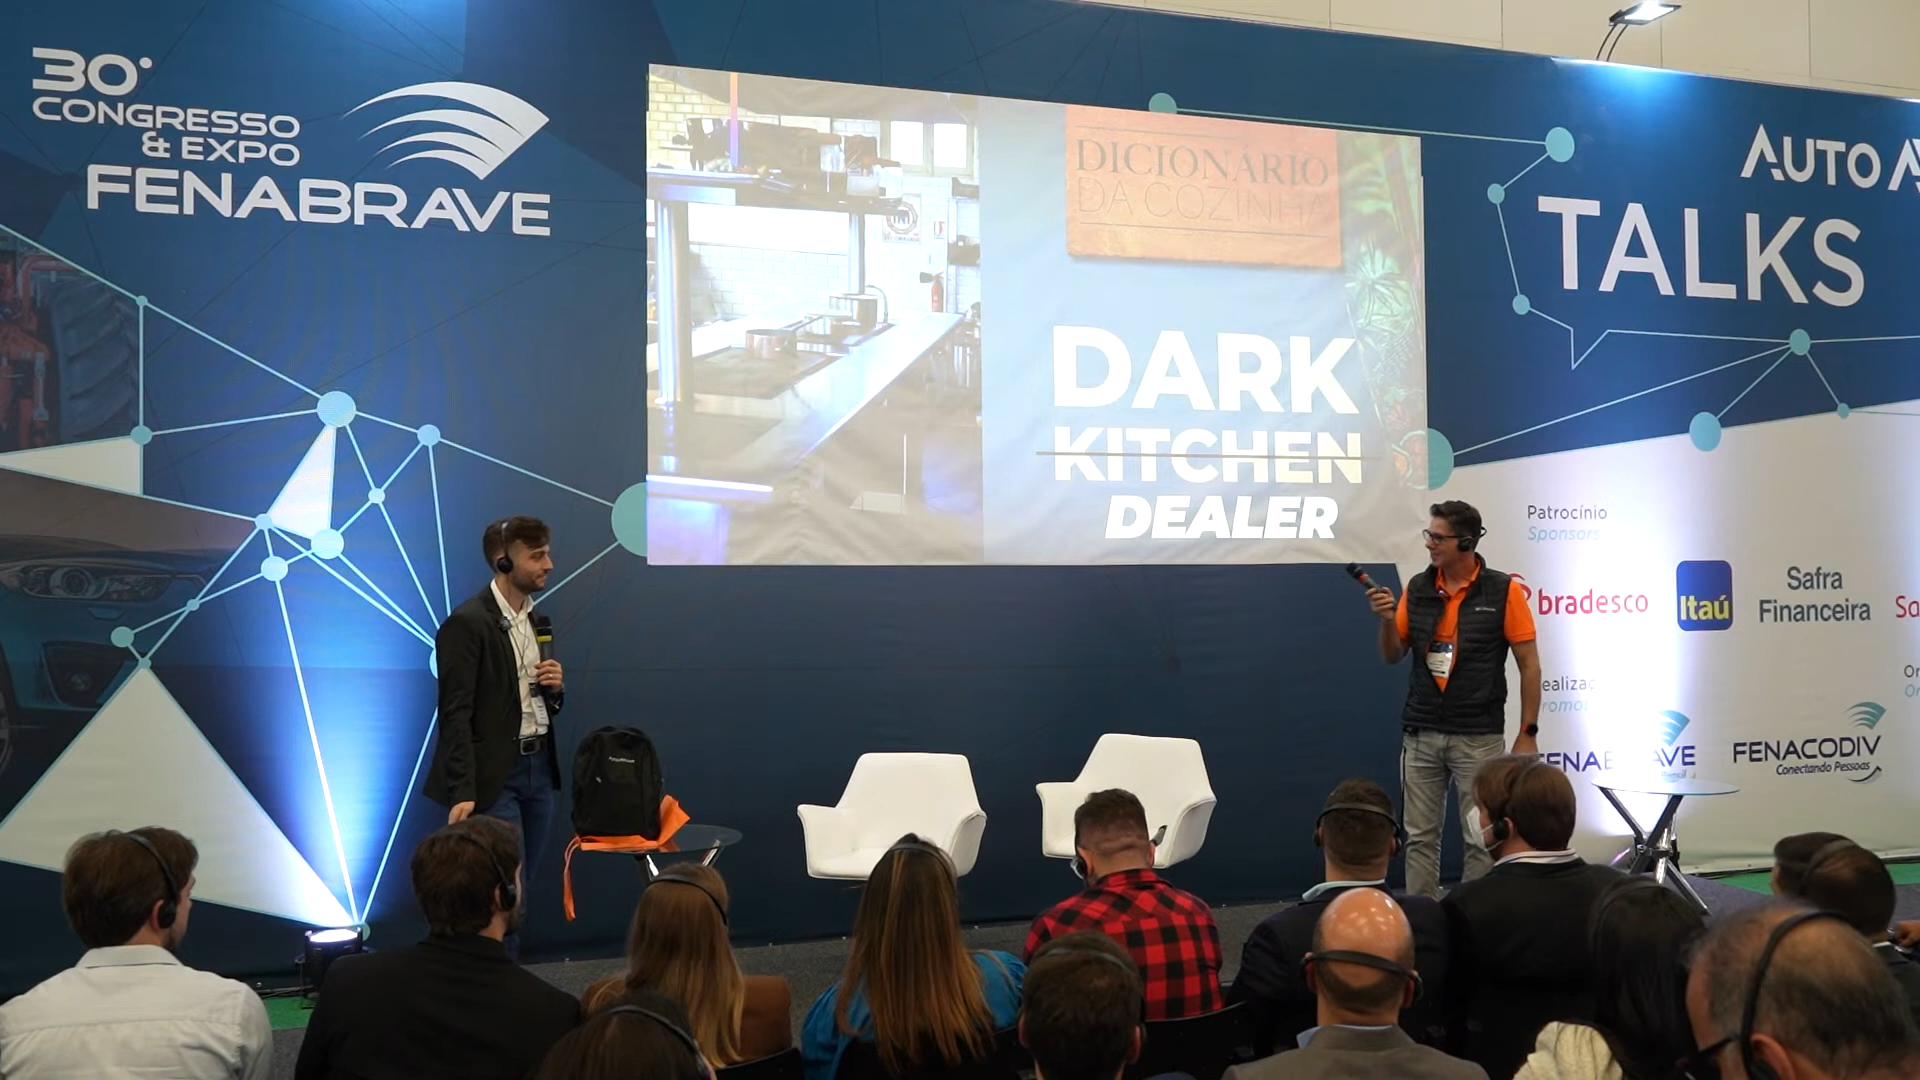 30°
CONGRESSO
& EXPO
FENABRAVE
DICIONÁRIO
DA COZINHA
DARK
KITCHEN
DEALER
AUTO
TALKS
Patrocínio
Sponsors
bradesco
Itaú
Safra
Financeira
FENACODIV
Conectando Pessoas